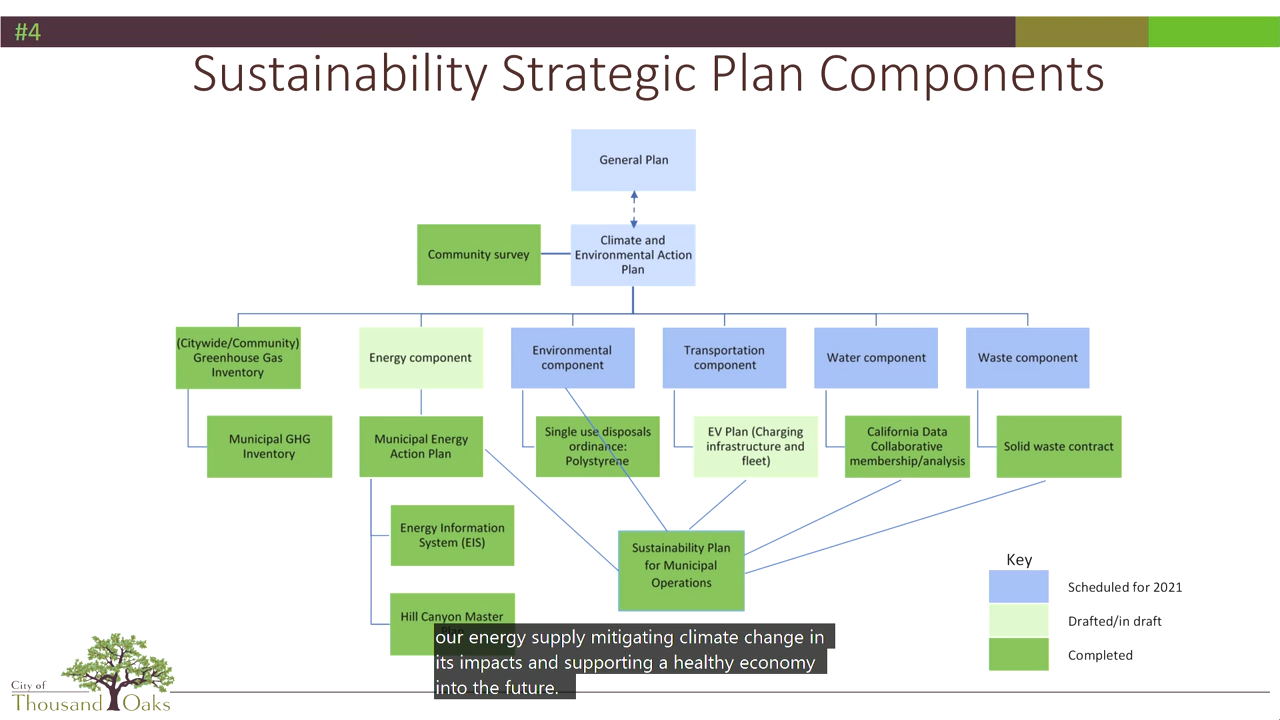 #4
Sustainability Strategic Plan Components
General Plan
Community survey
Climate and
Environmental Action
Plan
(Citywide/Community)
Greenhouse Gas
Inventory
Energy component
Environmental
component
Transportation
component
Water component
Waste component
Municipal GHG
Inventory
Municipal Energy
Action Plan
Single use disposals
ordinance:
Polystyrene
EV Plan (Charging
infrastructure and
fleet)
California Data
Collaborative
membership/analysis
Solid waste contract
Energy Information
System (EIS)
Sustainability Plan
for Municipal
Operations
Hill Canyon Master
Key
Scheduled for 2021
Drafted/in draft
Completed
our energy supply mitigating climate change in
its impacts and supporting a healthy economy
into the future.
City of
Thousand Oaks